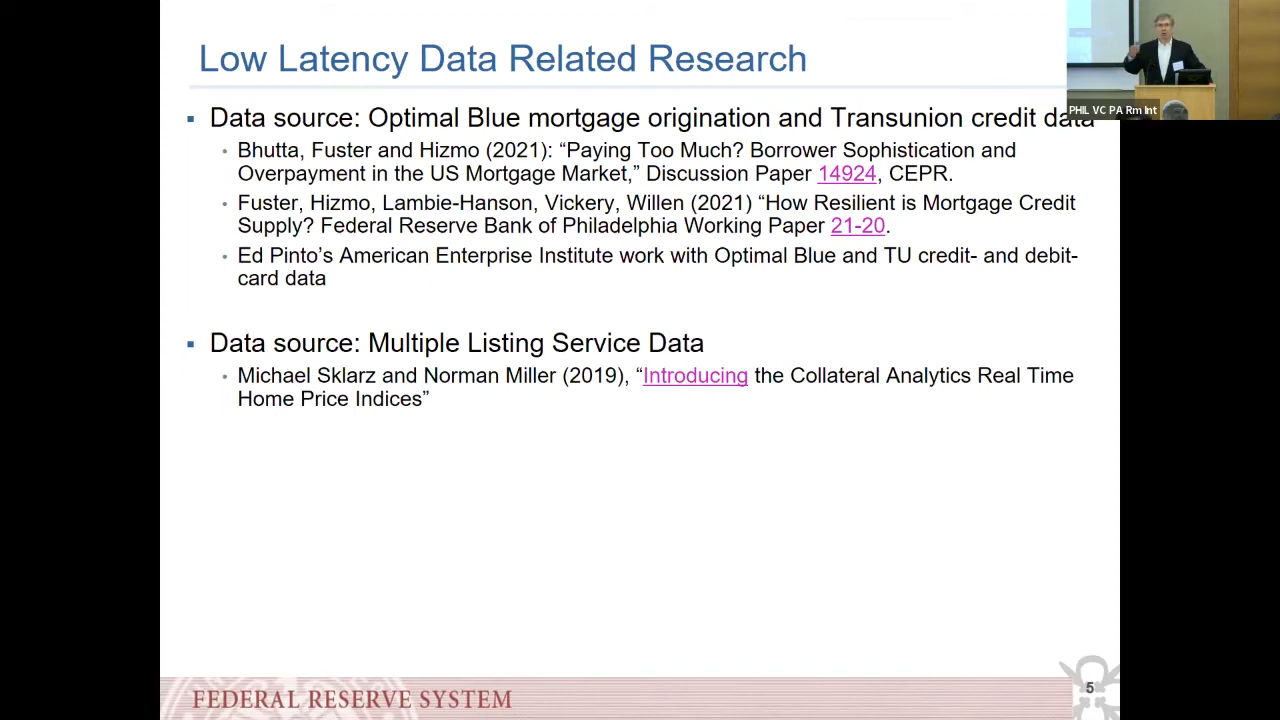 Low Latency Data Related Research
Data source: Optimal Blue mortgage origination and Transunion credit data
Bhutta, Fuster and Hizmo (2021): “Paying Too Much? Borrower Sophistication and
Overpayment in the US Mortgage Market,” Discussion Paper 14924, CEPR.
Fuster, Hizmo, Lambie-Hanson, Vickery, Willen (2021) “How Resilient is Mortgage Credit
Supply? Federal Reserve Bank of Philadelphia Working Paper 21-20.
Ed Pinto’s American Enterprise Institute work with Optimal Blue and TU credit- and debit-
card data
Data source: Multiple Listing Service Data
Michael Sklarz and Norman Miller (2019), “Introducing the Collateral Analytics Real Time
Home Price Indices”
PHIL VC PA Rm Int
FEDERAL RESERVE SYSTEM
5